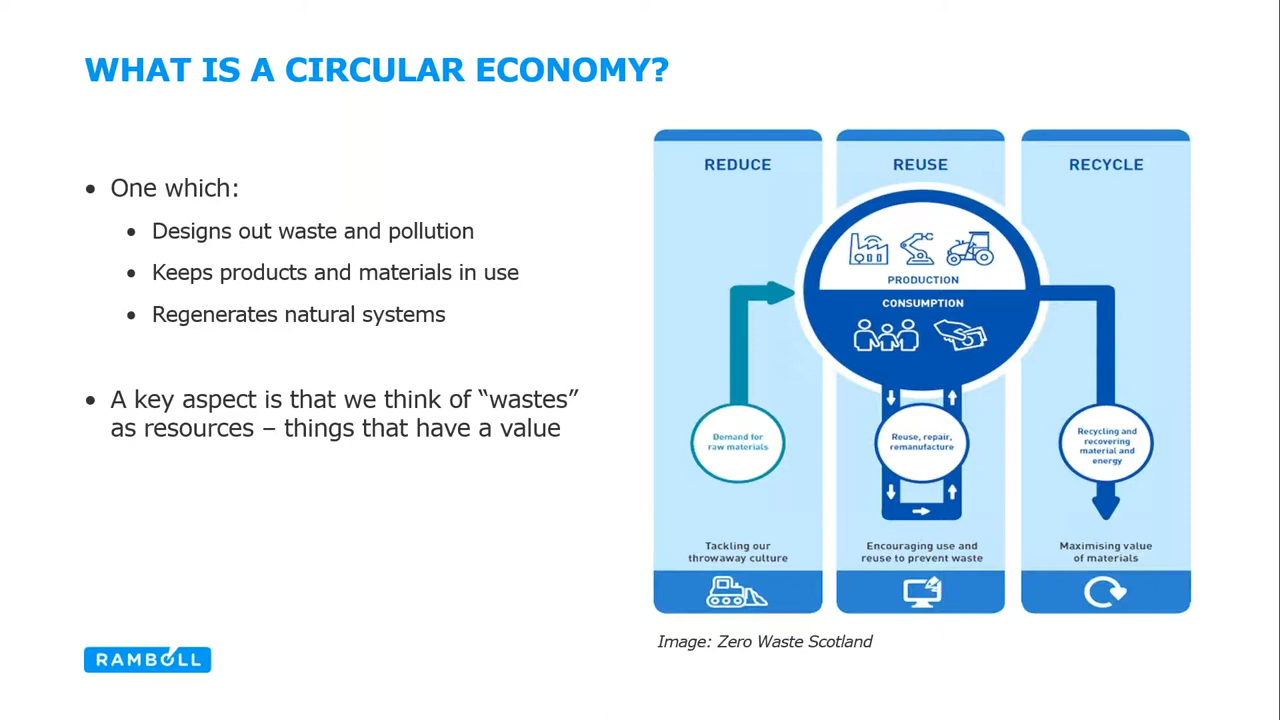 WHAT IS A CIRCULAR ECONOMY?
• One which:
• Designs out waste and pollution
• Keeps products and materials in use
• Regenerates natural systems
• A key aspect is that we think of “wastes”
as resources – things that have a value
REDUCE
Demand for
raw materials
Tackling our
throwaway culture
REUSE
PRODUCTION
CONSUMPTION
Reuse, repair,
remanufacture
Encouraging use and
reuse to prevent waste
RECYCLE
Recycling and
recovering
material and
energy
Maximising value
of materials
Image: Zero Waste Scotland
RAMBOLL